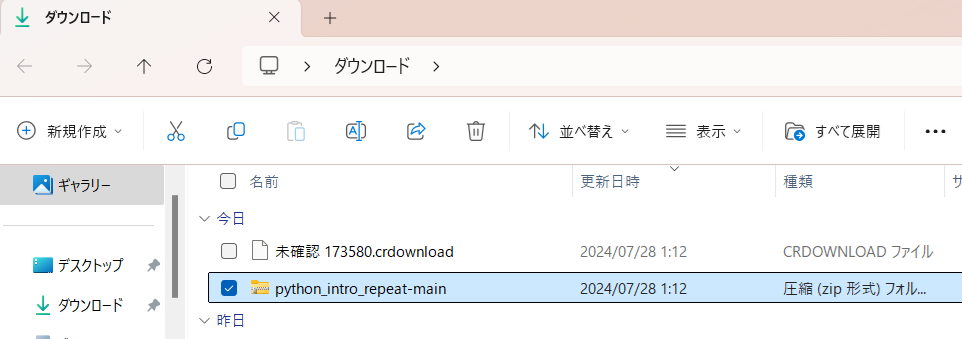 ダウンロード
ダウンロード
新規作成 並べ替え 表示 すべて展開
ギャラリー
名前 更新日時 種類
今日
未確認 173580.crdownload 2024/07/28 1:12 CRDOWNLOAD ファイル
デスクトップ
python_intro_repeat-main 2024/07/28 1:12 圧縮 (zip 形式) フォル...
ダウンロード
昨日